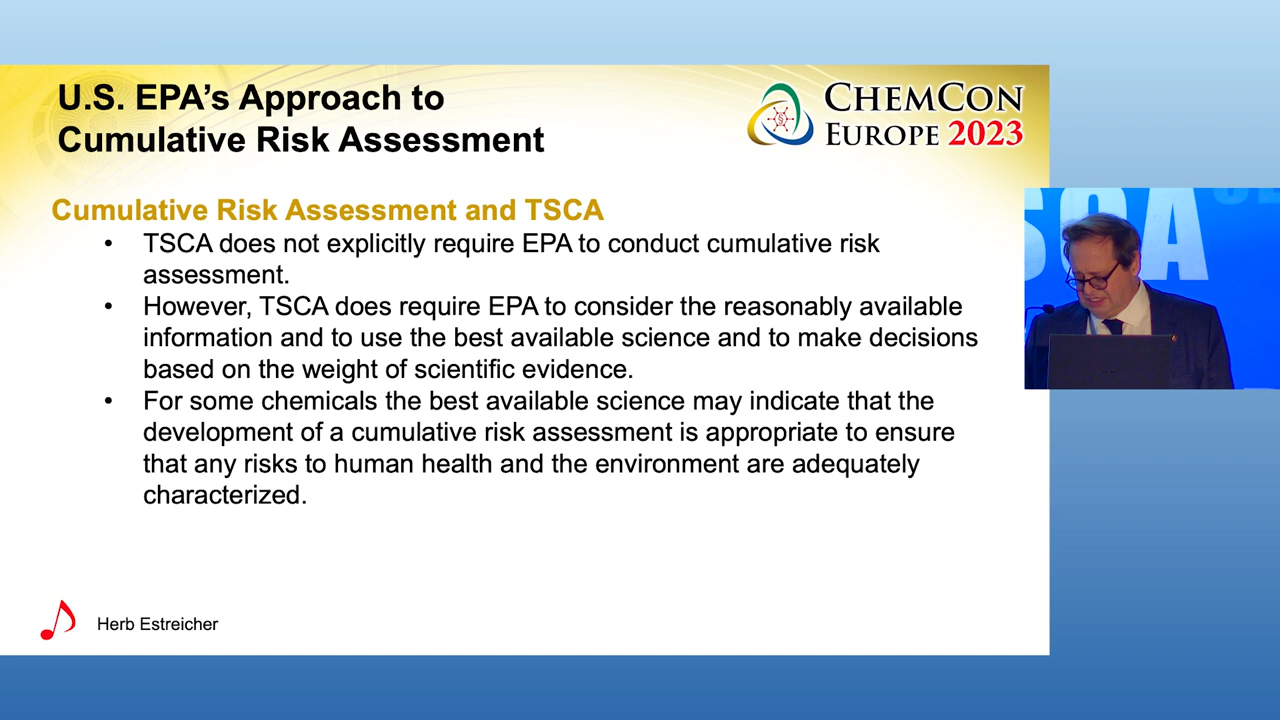 U.S. EPA’s Approach to
Cumulative Risk Assessment
CHEMCON
EUROPE 2023
Cumulative Risk Assessment and TSCA
• TSCA does not explicitly require EPA to conduct cumulative risk
assessment.
• However, TSCA does require EPA to consider the reasonably available
information and to use the best available science and to make decisions
based on the weight of scientific evidence.
• For some chemicals the best available science may indicate that the
development of a cumulative risk assessment is appropriate to ensure
that any risks to human health and the environment are adequately
characterized.
Herb Estreicher